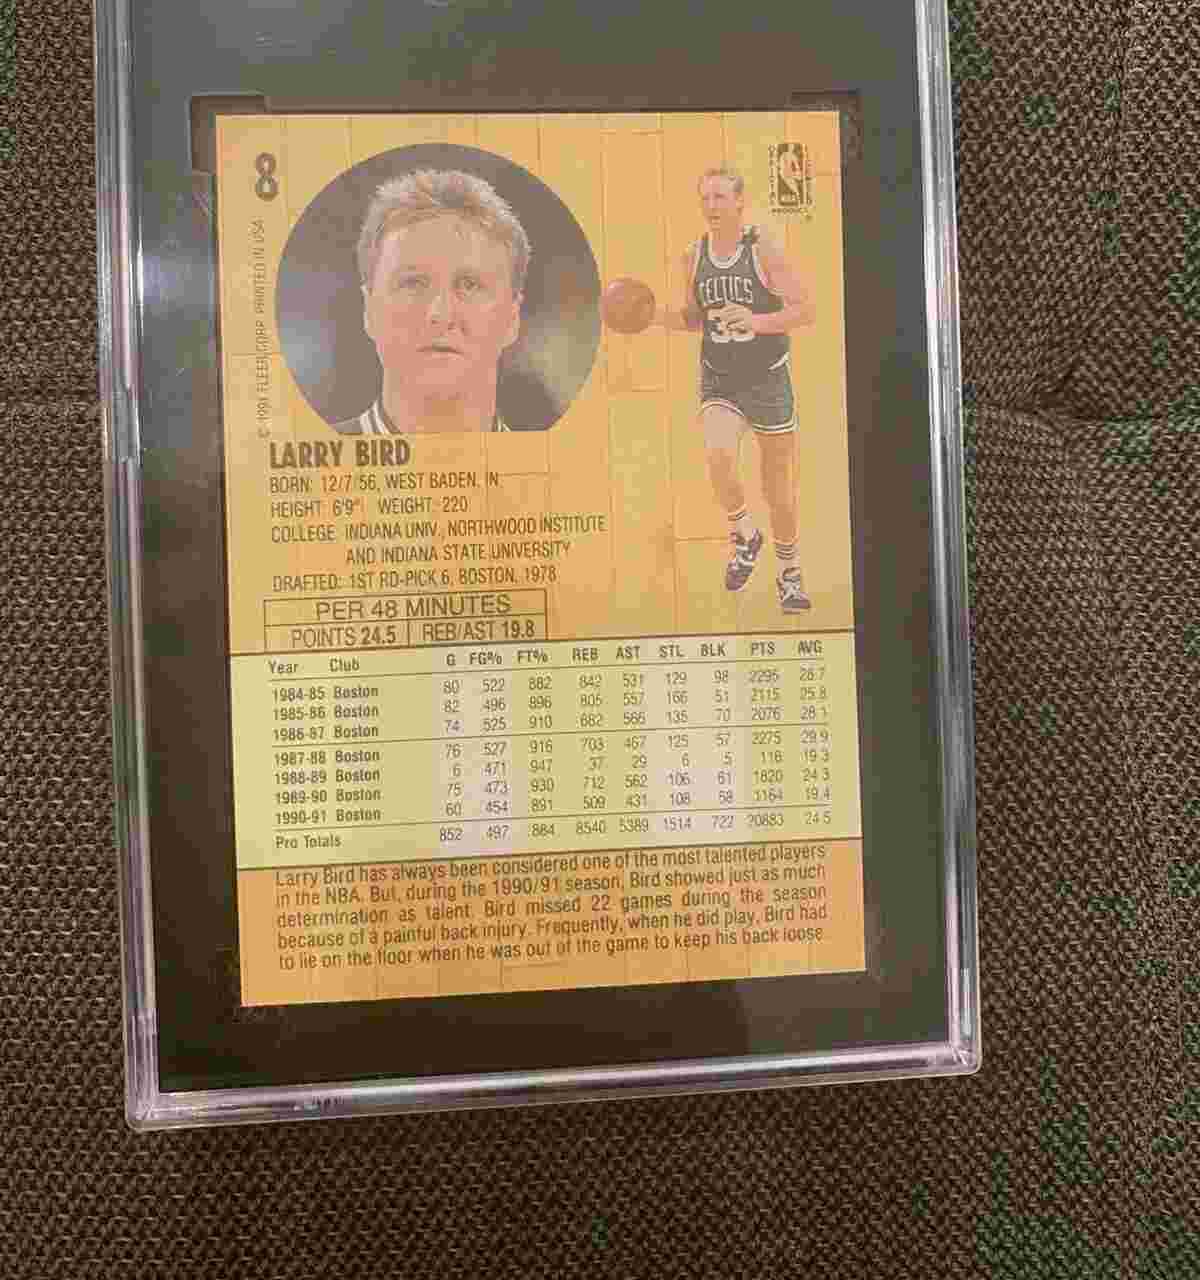 8
OFFICIAL LICENSED
NBA
PRODUCT
© 1991 FLEER CORP. PRINTED IN USA
CELTICS
33
LARRY BIRD
BORN: 12/7/56, WEST BADEN, IN
HEIGHT: 6'9" WEIGHT: 220
COLLEGE: INDIANA UNIV., NORTHWOOD INSTITUTE
AND INDIANA STATE UNIVERSITY
DRAFTED: 1ST RD-PICK 6, BOSTON, 1978
PER 48 MINUTES
POINTS 24.5 REB/AST 19.8
Year Club G FG% FT% REB AST STL BLK PTS AVG
1984-85 Boston 80 .522 .882 842 531 129 98 2295 28.7
1985-86 Boston 82 .496 .896 805 557 166 51 2115 25.8
1986-87 Boston 74 .525 .910 682 566 135 70 2076 28.1
1987-88 Boston 76 .527 .916 703 467 125 57 2275 29.9
1988-89 Boston 6 .471 .947 37 29 6 5 116 19.3
1989-90 Boston 75 .473 .930 712 562 106 61 1820 24.3
1990-91 Boston 60 .454 .891 509 431 108 58 1164 19.4
Pro Totals 852 .497 .884 8540 5389 1514 722 20883 24.5
Larry Bird has always been considered one of the most talented players
in the NBA. But, during the 1990/91 season, Bird showed just as much
determination as talent. Bird missed 22 games during the season
because of a painful back injury. Frequently, when he did play, Bird had
to lie on the floor when he was out of the game to keep his back loose.